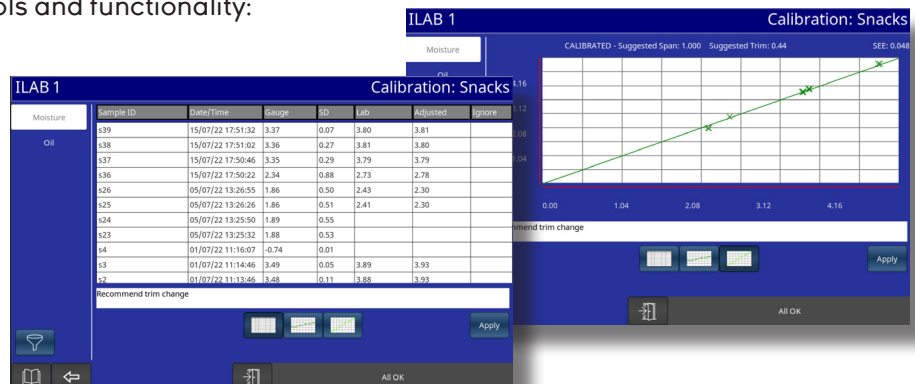 ols and functionality:
ILAB 1 Calibration: Snacks
Moisture
CALIBRATED - Suggested Span: 1.000 Suggested Trim: 0.44 SEE: 0.048
4.16
1.12
2.08
1.04
0.00 1.04 2.08 3.12 4.16
mend trim change
Apply
All OK
ILAB 1 Calibration: Snacks
Moisture
Oil
Sample ID Date/Time Gauge SD Lab Adjusted Ignore
s39 15/07/22 17:51:32 3.37 0.07 3.80 3.81
s38 15/07/22 17:51:02 3.36 0.27 3.81 3.80
s37 15/07/22 17:50:46 3.35 0.29 3.79 3.79
s36 15/07/22 17:50:22 2.34 0.88 2.73 2.78
s26 05/07/22 13:26:55 1.86 0.50 2.43 2.30
s25 05/07/22 13:26:26 1.86 0.51 2.41 2.30
s24 05/07/22 13:25:50 1.89 0.55
s23 05/07/22 13:25:32 1.88 0.53
s4 01/07/22 11:16:07 -0.74 0.01
s3 01/07/22 11:14:46 3.49 0.05 3.89 3.93
s2 01/07/22 11:13:46 3.48 0.11 3.88 3.93
Recommend trim change
Apply
All OK